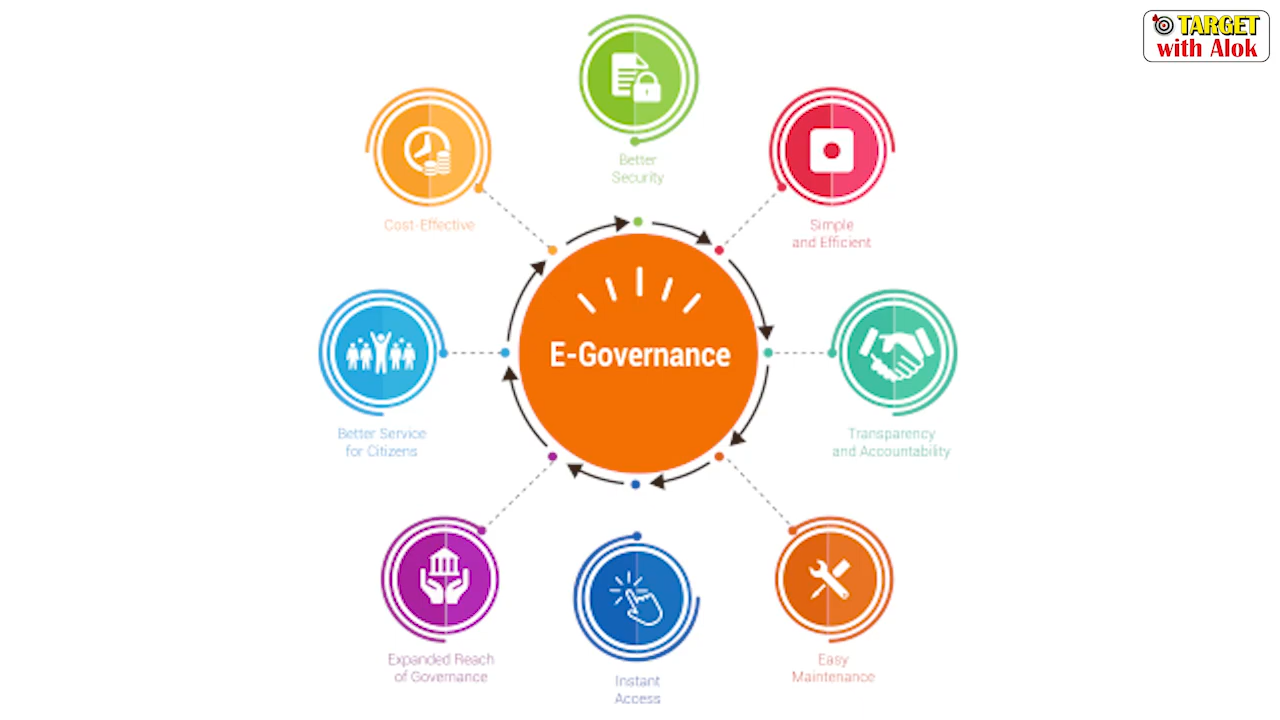 TARGET
with Alok
Better
Security
Cost-Effective
Simple
and Efficient
E-Governance
Better Service
for Citizens
Transparency
and Accountability
Expanded Reach
of Governance
Instant
Access
Easy
Maintenance